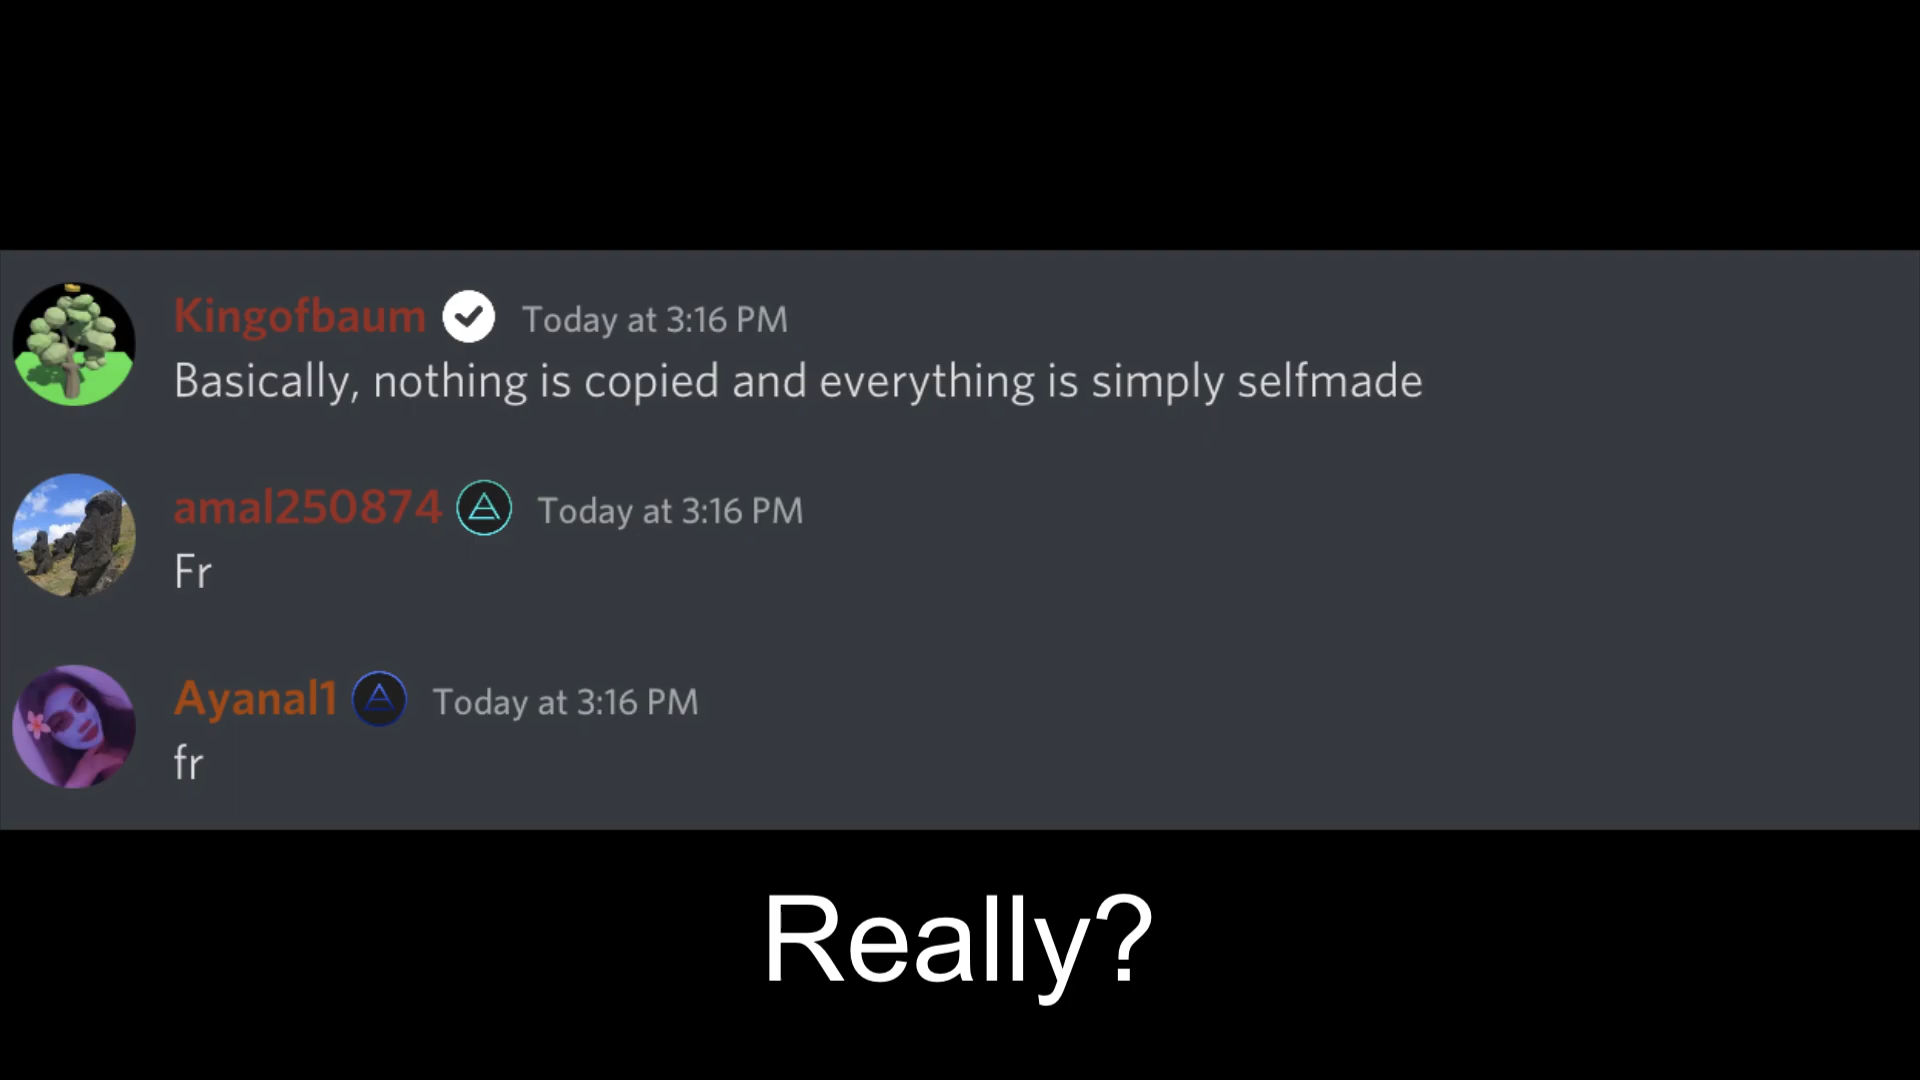 Kingofbaum Today at 3:16 PM
Basically, nothing is copied and everything is simply selfmade
amal250874 Today at 3:16 PM
Fr
Ayanal1 Today at 3:16 PM
fr
Really?